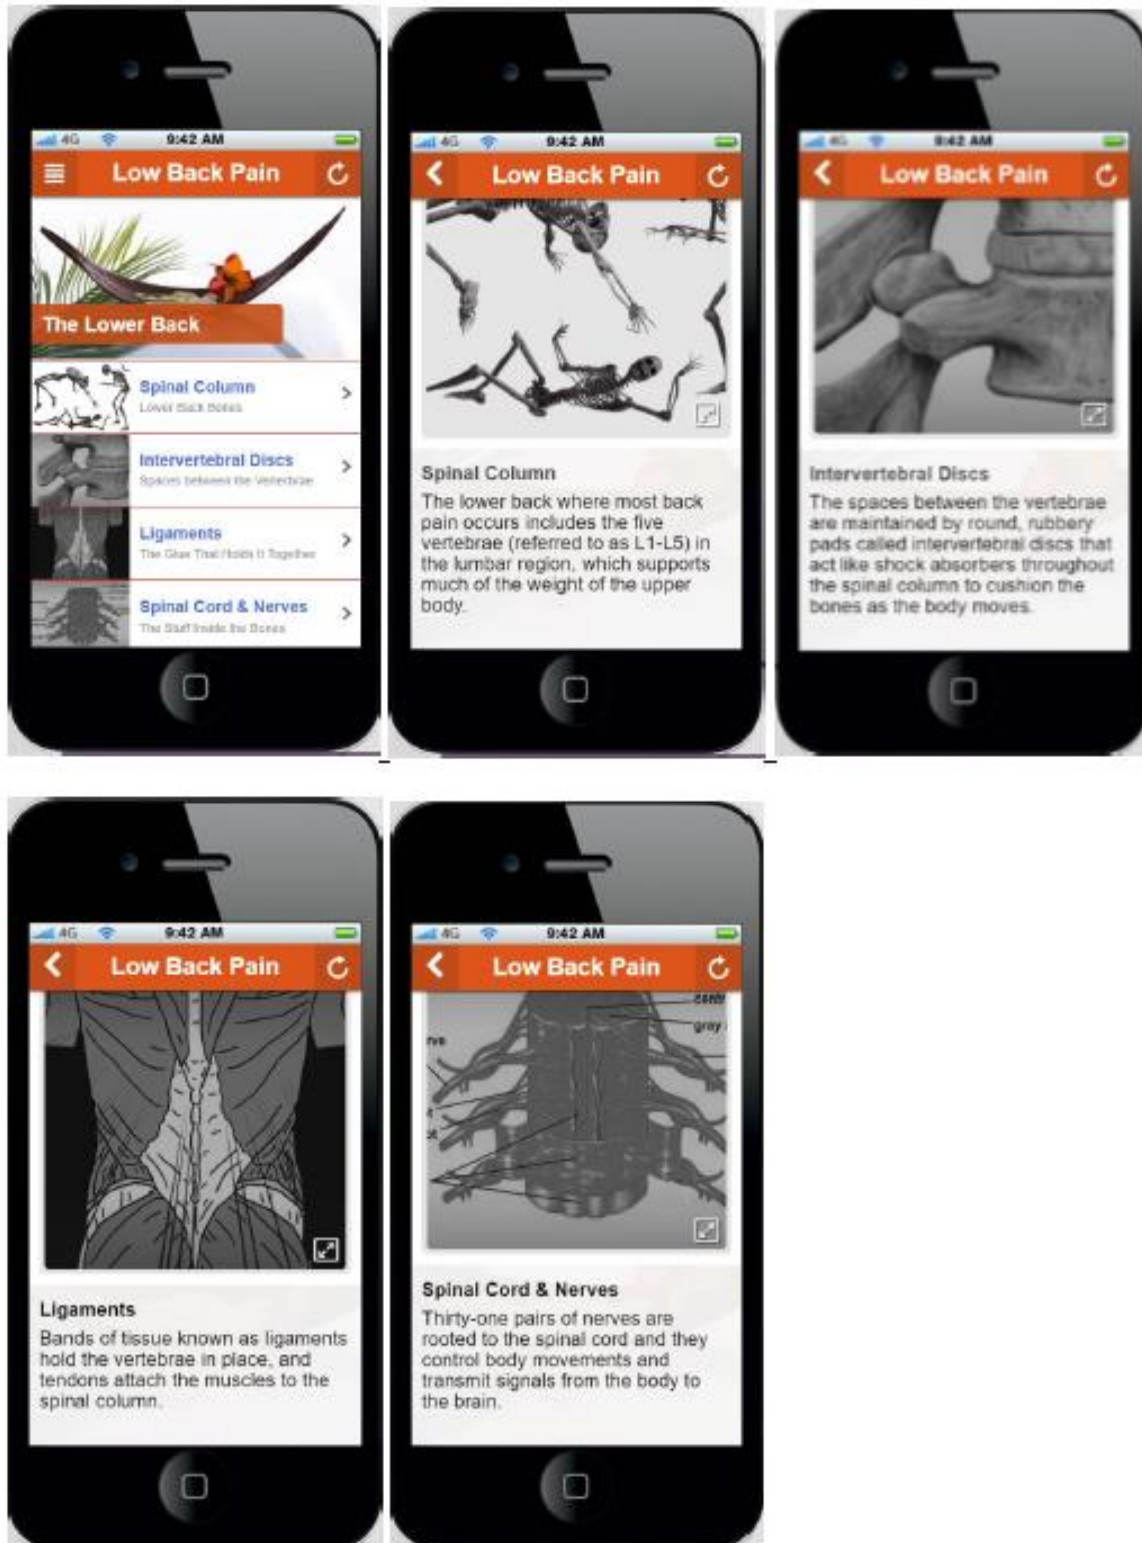 4G 9:42 AM
Low Back Pain
The Lower Back
Spinal Column
Lower Back Bones
Intervertebral Discs
Spaces between the Vertebrae
Ligaments
The Glue That Holds It Together
Spinal Cord & Nerves
The Stuff Inside the Bones
4G 9:42 AM
Low Back Pain
Spinal Column
The lower back where most back
pain occurs includes the five
vertebrae (referred to as L1-L5) in
the lumbar region, which supports
much of the weight of the upper
body.
4G 9:42 AM
Low Back Pain
Intervertebral Discs
The spaces between the vertebrae
are maintained by round, rubbery
pads called intervertebral discs that
act like shock absorbers throughout
the spinal column to cushion the
bones as the body moves.
4G 9:42 AM
Low Back Pain
Ligaments
Bands of tissue known as ligaments
hold the vertebrae in place, and
tendons attach the muscles to the
spinal column.
4G 9:42 AM
Low Back Pain
gray
rve
Spinal Cord & Nerves
Thirty-one pairs of nerves are
rooted to the spinal cord and they
control body movements and
transmit signals from the body to
the brain.